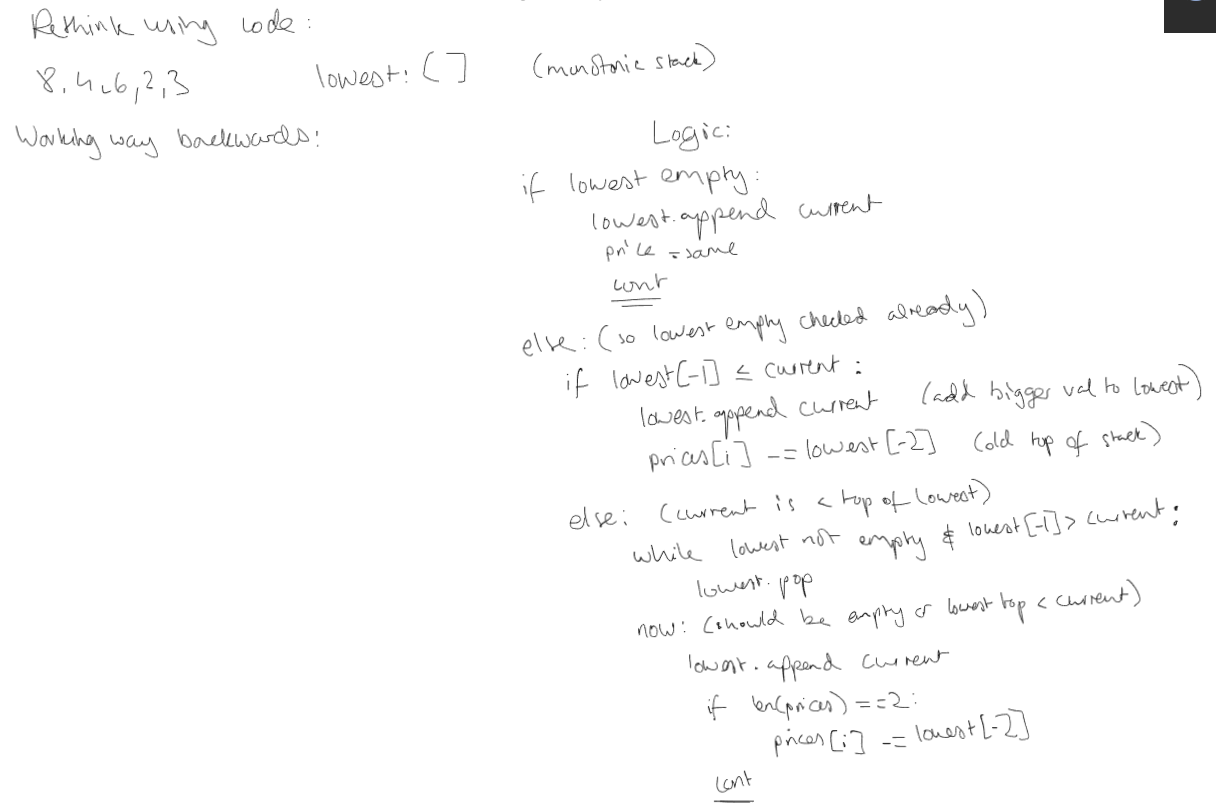 Rethink using code:
8, 4, 6, 2, 3 lowest: [] (monotonic stack)
Working way backwards:
Logic:
if lowest empty:
lowest.append current
price = same
cont
else: (so lowest empty checked already)
if lowest[-1] ≤ current:
lowest.append current (add bigger val to lowest)
prices[i] -= lowest[-2] (old top of stack)
else: (current is < top of lowest)
while lowest not empty & lowest[-1] > current:
lowest.pop
now: (should be empty or lowest top < current)
lowest.append current
if len(prices) == 2:
prices[i] -= lowest[-2]
cont